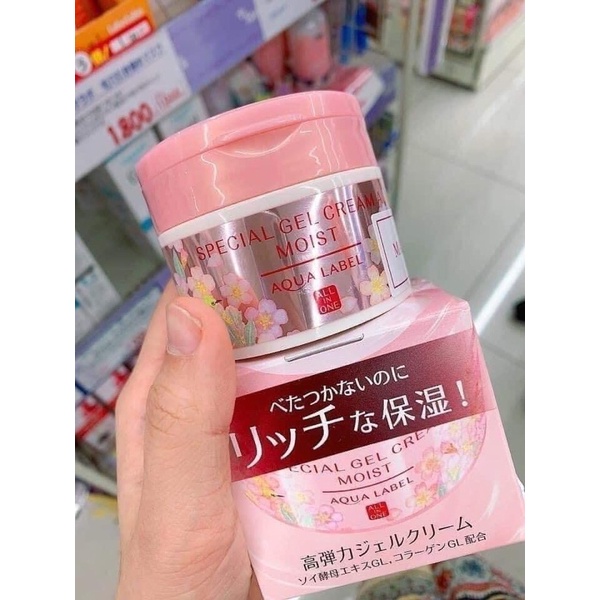 1,800
SPECIAL GEL CREAM
MOIST
AQUA LABEL
ALL
IN
ONE
べたつかないのに
リッチな保湿！
CIAL GEL CREA
MOIST
AQUA LABEL
ALL
IN
ONE
高弾力ジェルクリーム
ソイ酵母エキスGL,コラーゲンGL配合